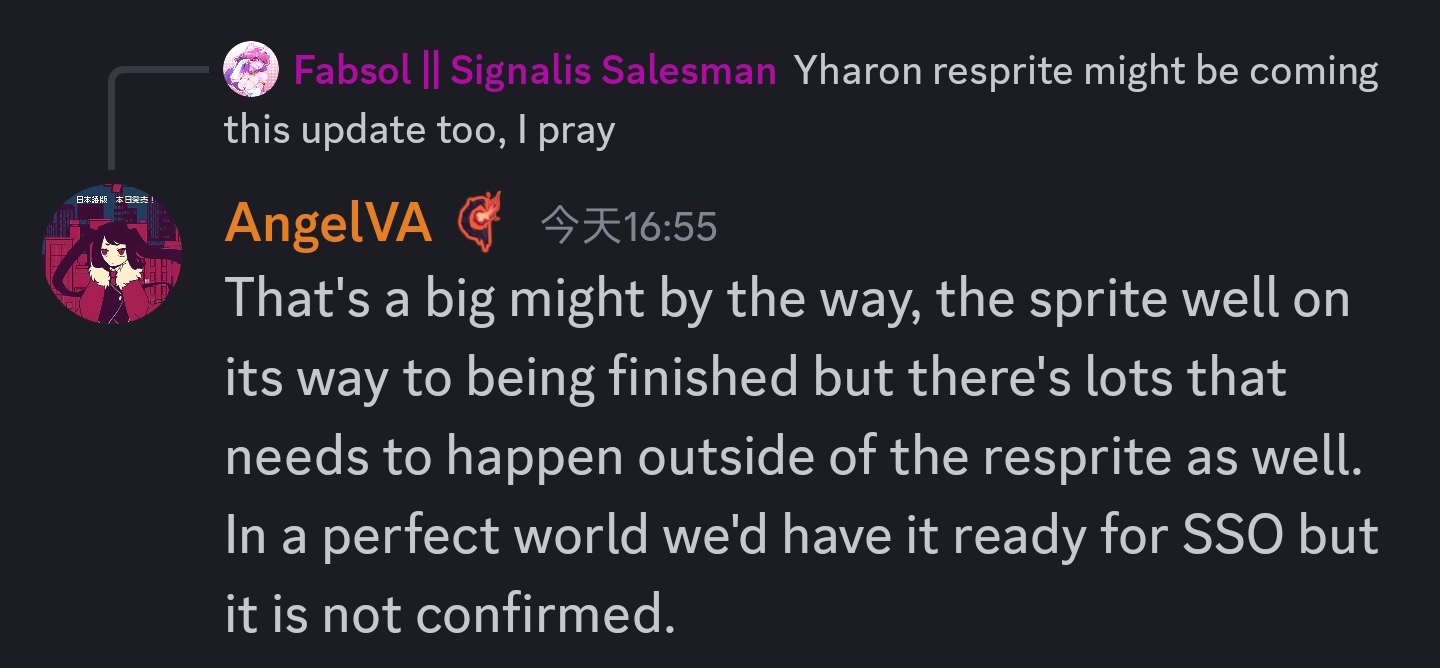 Fabsol || Signalis Salesman Yharon resprite might be coming
this update too, I pray
日本語版 本日発売！
AngelVA 今天16:55
That's a big might by the way, the sprite well on
its way to being finished but there's lots that
needs to happen outside of the resprite as well.
In a perfect world we'd have it ready for SSO but
it is not confirmed.